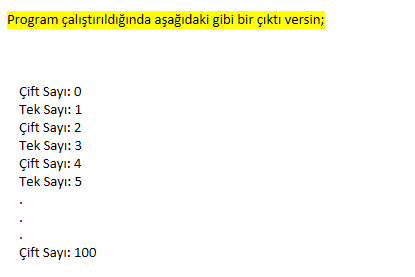 Program çalıştırıldığında aşağıdaki gibi bir çıktı versin;
Çift Sayı: 0
Tek Sayı: 1
Çift Sayı: 2
Tek Sayı: 3
Çift Sayı: 4
Tek Sayı: 5
.
.
.
Çift Sayı: 100